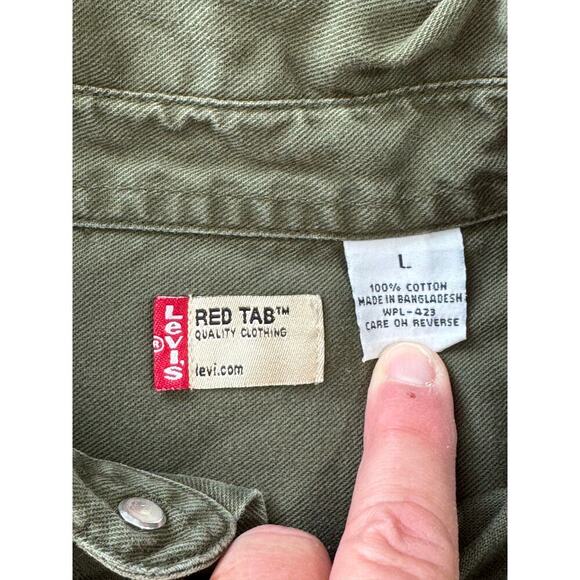 LEVI'S
®
RED TAB™
QUALITY CLOTHING
levi.com
L
100% COTTON
MADE IN BANGLADESH
WPL-423
CARE ON REVERSE